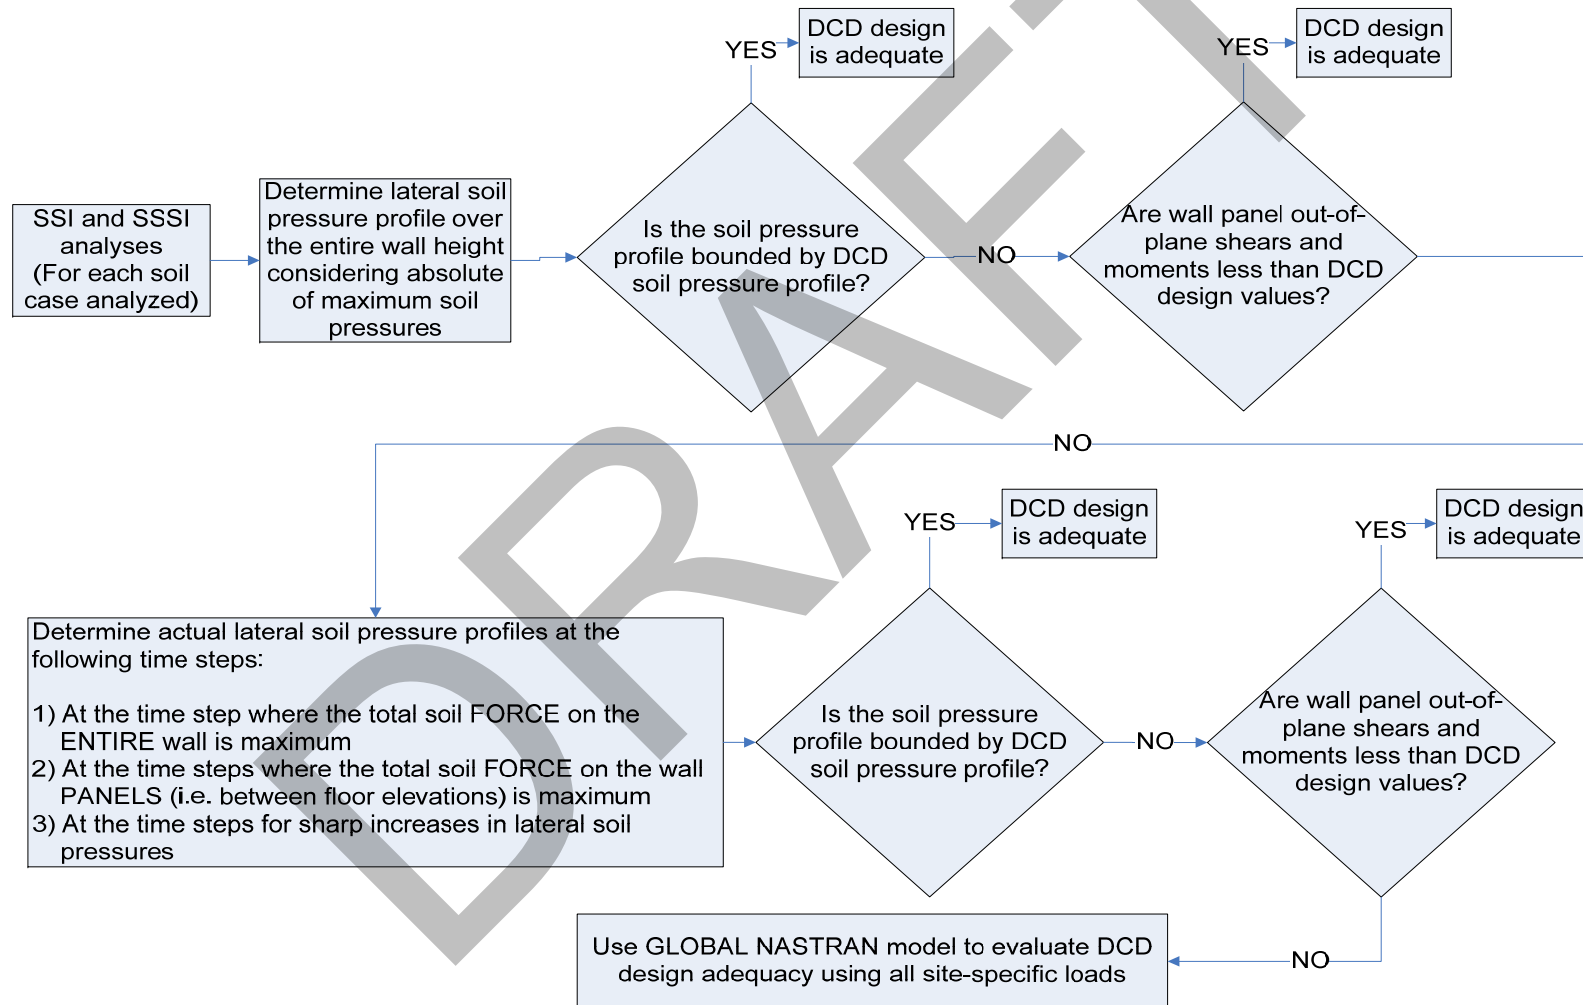 SSI and SSSI
analyses
(For each soil
case analyzed)
Determine lateral soil
pressure profile over
the entire wall height
considering absolute
of maximum soil
pressures
Is the soil pressure
profile bounded by DCD
soil pressure profile?
YES
DCD design
is adequate
NO
Are wall panel out-of-
plane shears and
moments less than DCD
design values?
YES
DCD design
is adequate
NO
Determine actual lateral soil pressure profiles at the
following time steps:
1) At the time step where the total soil FORCE on the
ENTIRE wall is maximum
2) At the time steps where the total soil FORCE on the wall
PANELS (i.e. between floor elevations) is maximum
3) At the time steps for sharp increases in lateral soil
pressures
Is the soil pressure
profile bounded by DCD
soil pressure profile?
YES
DCD design
is adequate
NO
Are wall panel out-of-
plane shears and
moments less than DCD
design values?
YES
DCD design
is adequate
NO
Use GLOBAL NASTRAN model to evaluate DCD
design adequacy using all site-specific loads
DRAFT